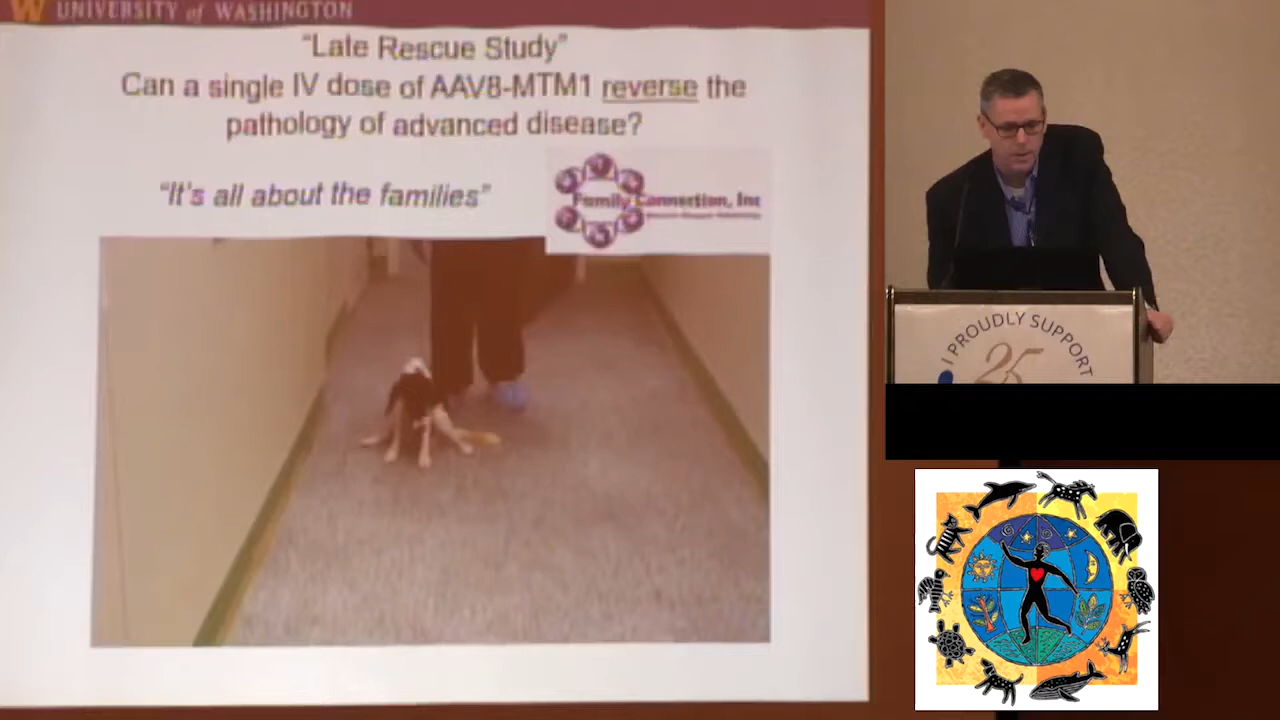 W UNIVERSITY of WASHINGTON
“Late Rescue Study”
Can a single IV dose of AAV8-MTM1 reverse the
pathology of advanced disease?
“It's all about the families”
Family Connection, Inc
I PROUDLY SUPPORT
25